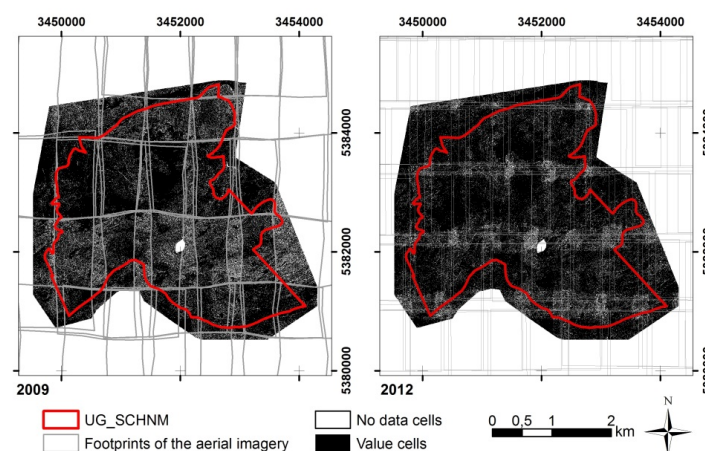 3450000 3452000 3454000 3450000 3452000 3454000
5384000
5382000
5380000
2009 2012
UG_SCHNM
No data cells
Footprints of the aerial imagery
Value cells
0 0,5 1 2
km
N